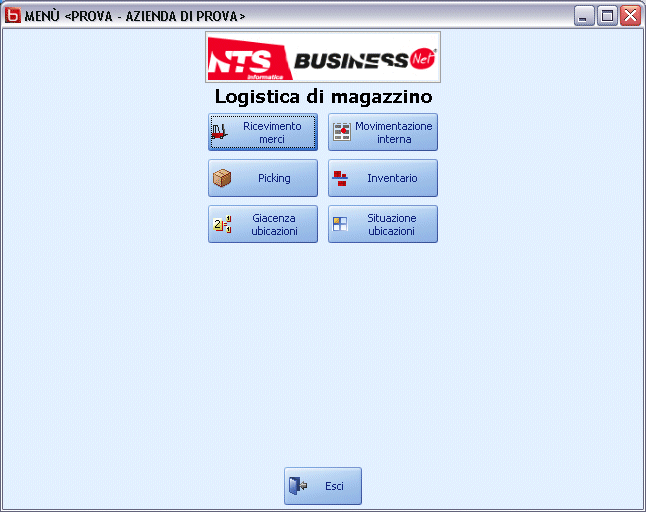 MENÙ <PROVA - AZIENDA DI PROVA>
NTS
Informatica
BUSINESS Net
Logistica di magazzino
Ricevimento
merci
Movimentazione
interna
Picking
Inventario
2
Giacenza
ubicazioni
Situazione
ubicazioni
Esci